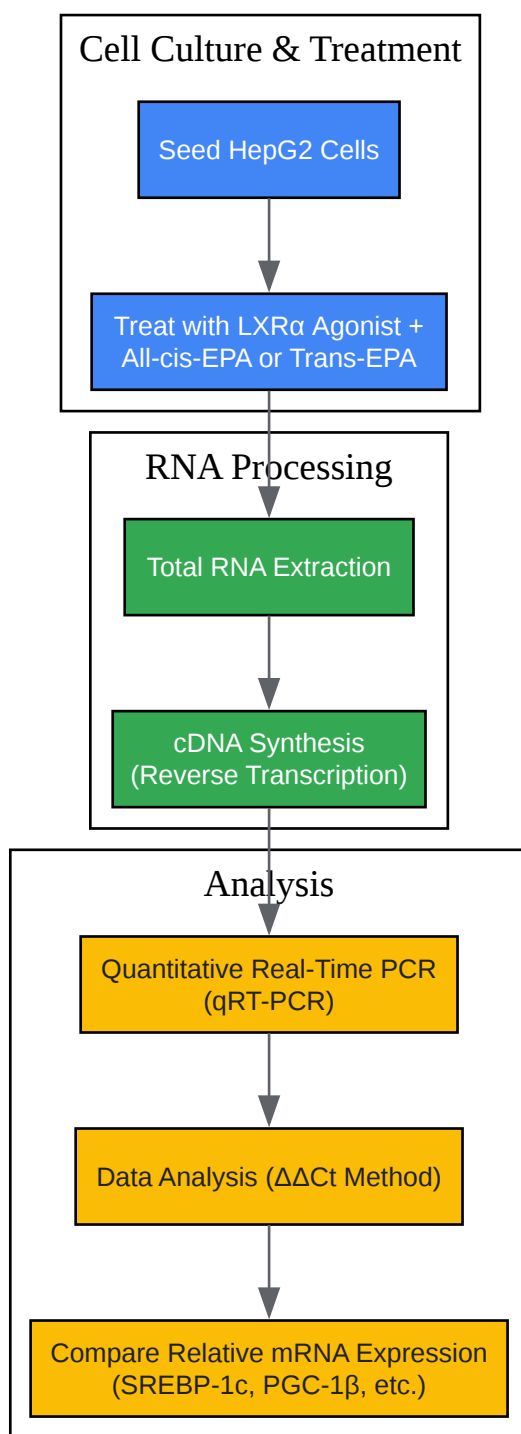 Cell Culture & Treatment
Seed HepG2 Cells
Treat with LXRα Agonist +
All-cis-EPA or Trans-EPA
RNA Processing
Total RNA Extraction
cDNA Synthesis
(Reverse Transcription)
Analysis
Quantitative Real-Time PCR
(qRT-PCR)
Data Analysis (ΔΔCt Method)
Compare Relative mRNA Expression
(SREBP-1c, PGC-1β, etc.)